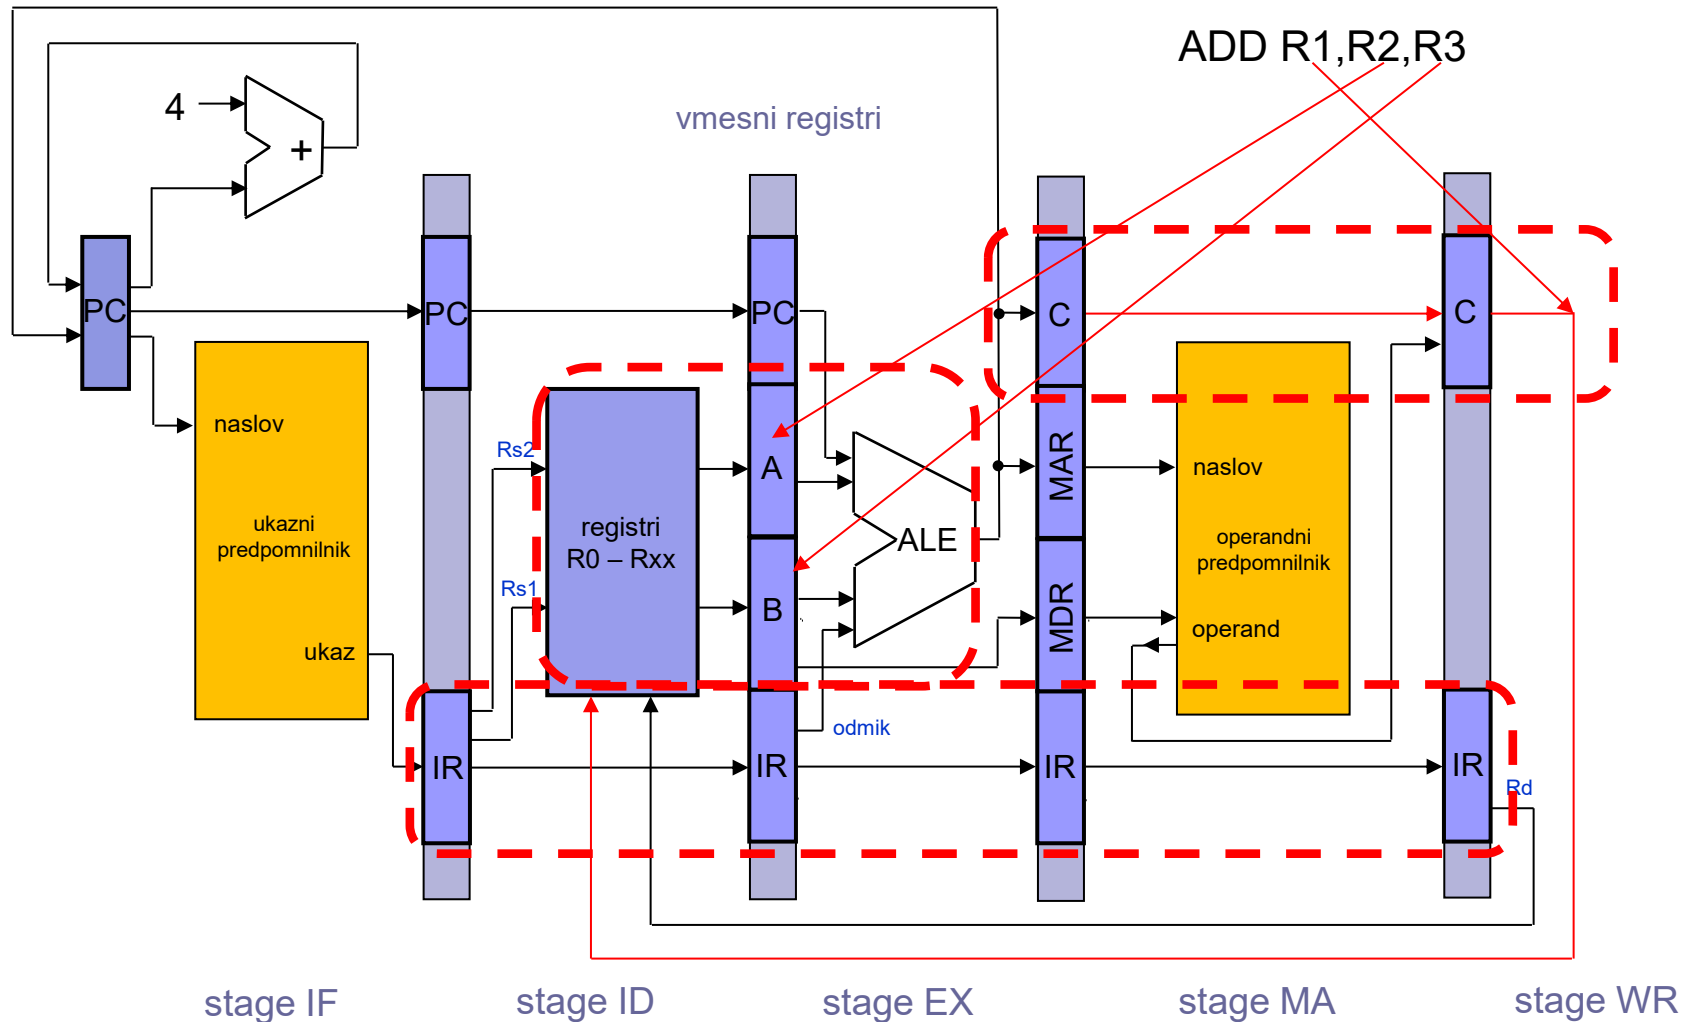 ADD R1,R2,R3
4
+
vmesni registri
PC
PC
PC
C
C
naslov
ukazni
predpomnilnik
ukaz
Rs2
Rs1
registri
R0 – Rxx
A
B
ALE
MAR
MDR
naslov
operandni
predpomnilnik
operand
odmik
IR
IR
IR
IR
Rd
stage IF
stage ID
stage EX
stage MA
stage WR